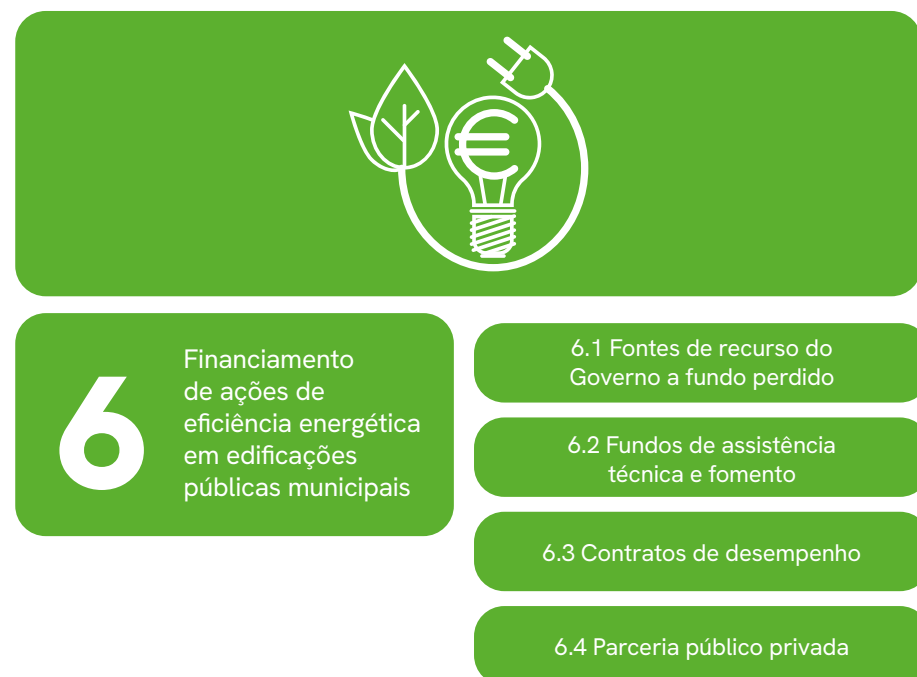 6
Financiamento
de ações de
eficiência energética
em edificações
públicas municipais
6.1 Fontes de recurso do
Governo a fundo perdido
6.2 Fundos de assistência
técnica e fomento
6.3 Contratos de desempenho
6.4 Parceria público privada